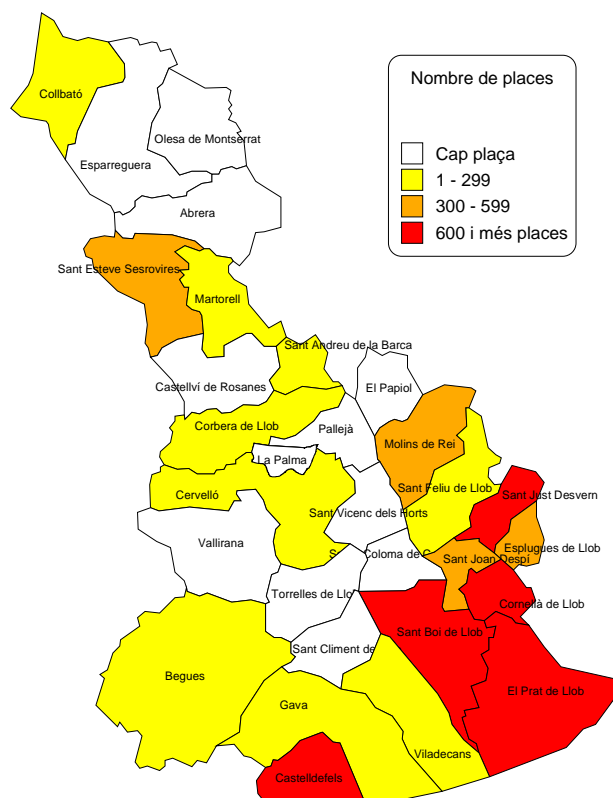 Nombre de places
Cap plaça
1 - 299
300 - 599
600 i més places
Collbató
Olesa de Montserrat
Esparreguera
Abrera
Sant Esteve Sesrovires
Martorell
Sant Andreu de la Barca
Castellví de Rosanes
El Papiol
Corbera de Llob
Pallejà
Molins de Rei
La Palma
Cervelló
Sant Feliu de Llob
Sant Just Desvern
Sant Vicenc dels Horts
Vallirana
Coloma de
Sant Joan Despí
Esplugues de Llob
Torrelles de Llo
Cornellà de Llob
Sant Boi de Llob
Sant Climent de
Begues
El Prat de Llob
Gava
Viladecans
Castelldefels